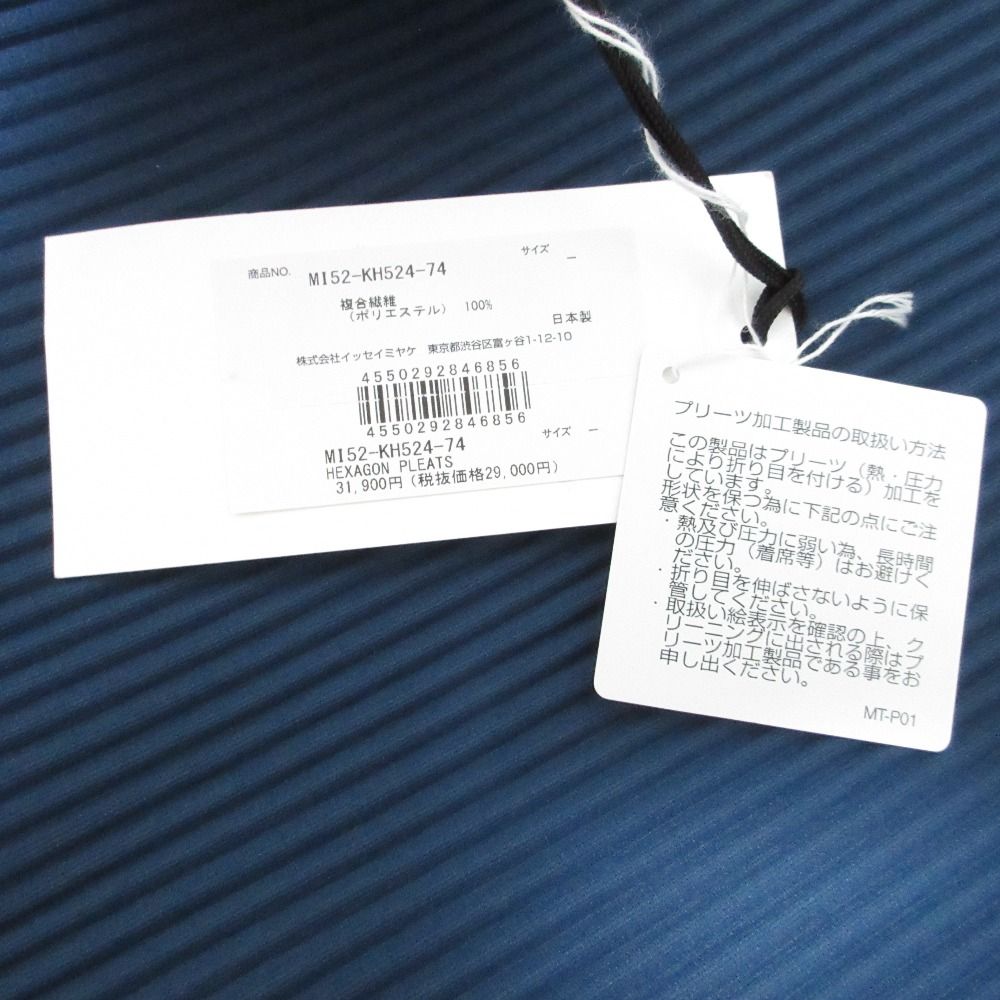 商品NO. MI52-KH524-74 サイズ －
複合繊維
（ポリエステル） 100%
日本製
株式会社イッセイミヤケ 東京都渋谷区富ヶ谷1-12-10
4550292846856
4550292846856
MI52-KH524-74 サイズ －
HEXAGON PLEATS
31,900円（税抜価格29,000円）
プリーツ加工製品の取扱い方法
この製品はプリーツ（熱・圧力
により折り目を付ける）加工を
しています。
形状を保つ為に下記の点にご注
意ください。
・熱及び圧力に弱い為、長時間
の圧力（着席等）はお避けく
ださい。
・折り目を伸ばさないように保
管してください。
・取扱い絵表示を確認の上、ク
リーニングに出される際はプ
リーツ加工製品である事をお
申し出ください。
MT-P01